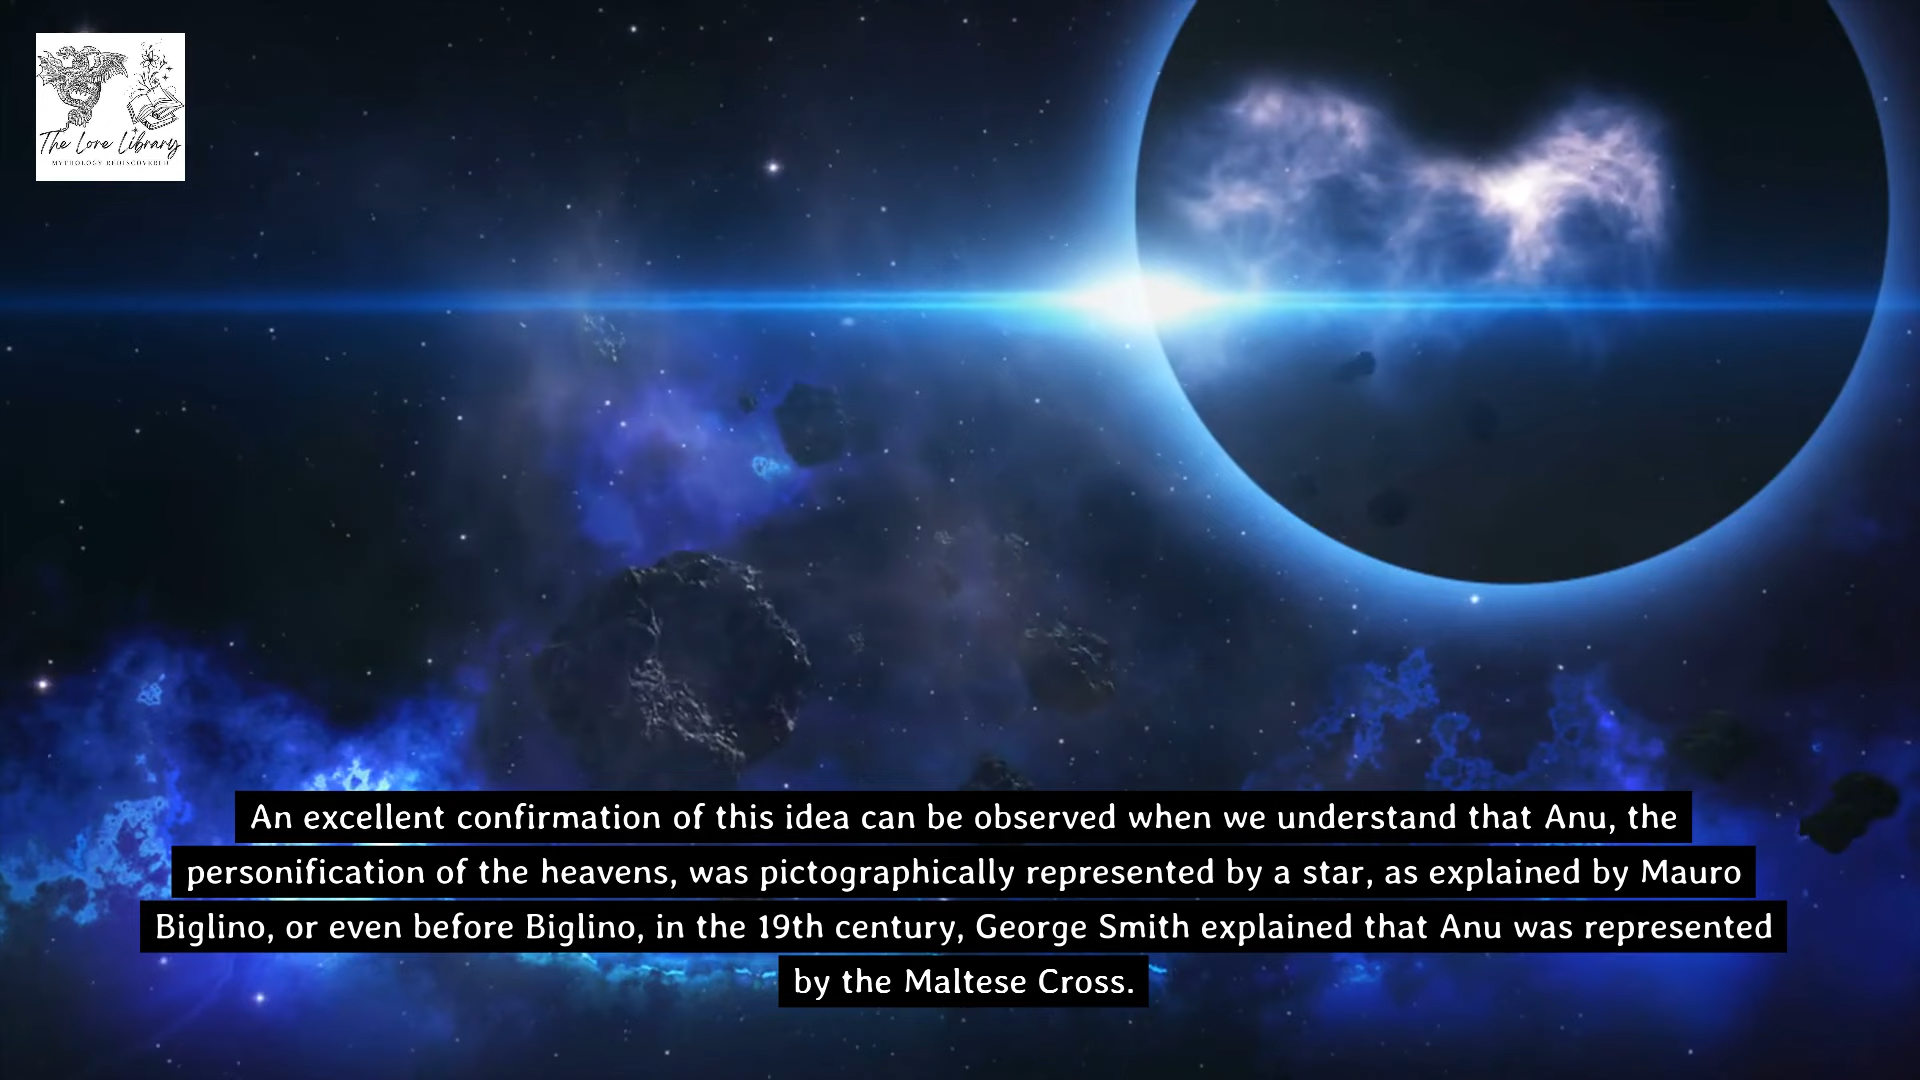 The Lore Library
MYTHOLOGY REDISCOVERED
An excellent confirmation of this idea can be observed when we understand that Anu, the
personification of the heavens, was pictographically represented by a star, as explained by Mauro
Biglino, or even before Biglino, in the 19th century, George Smith explained that Anu was represented
by the Maltese Cross.